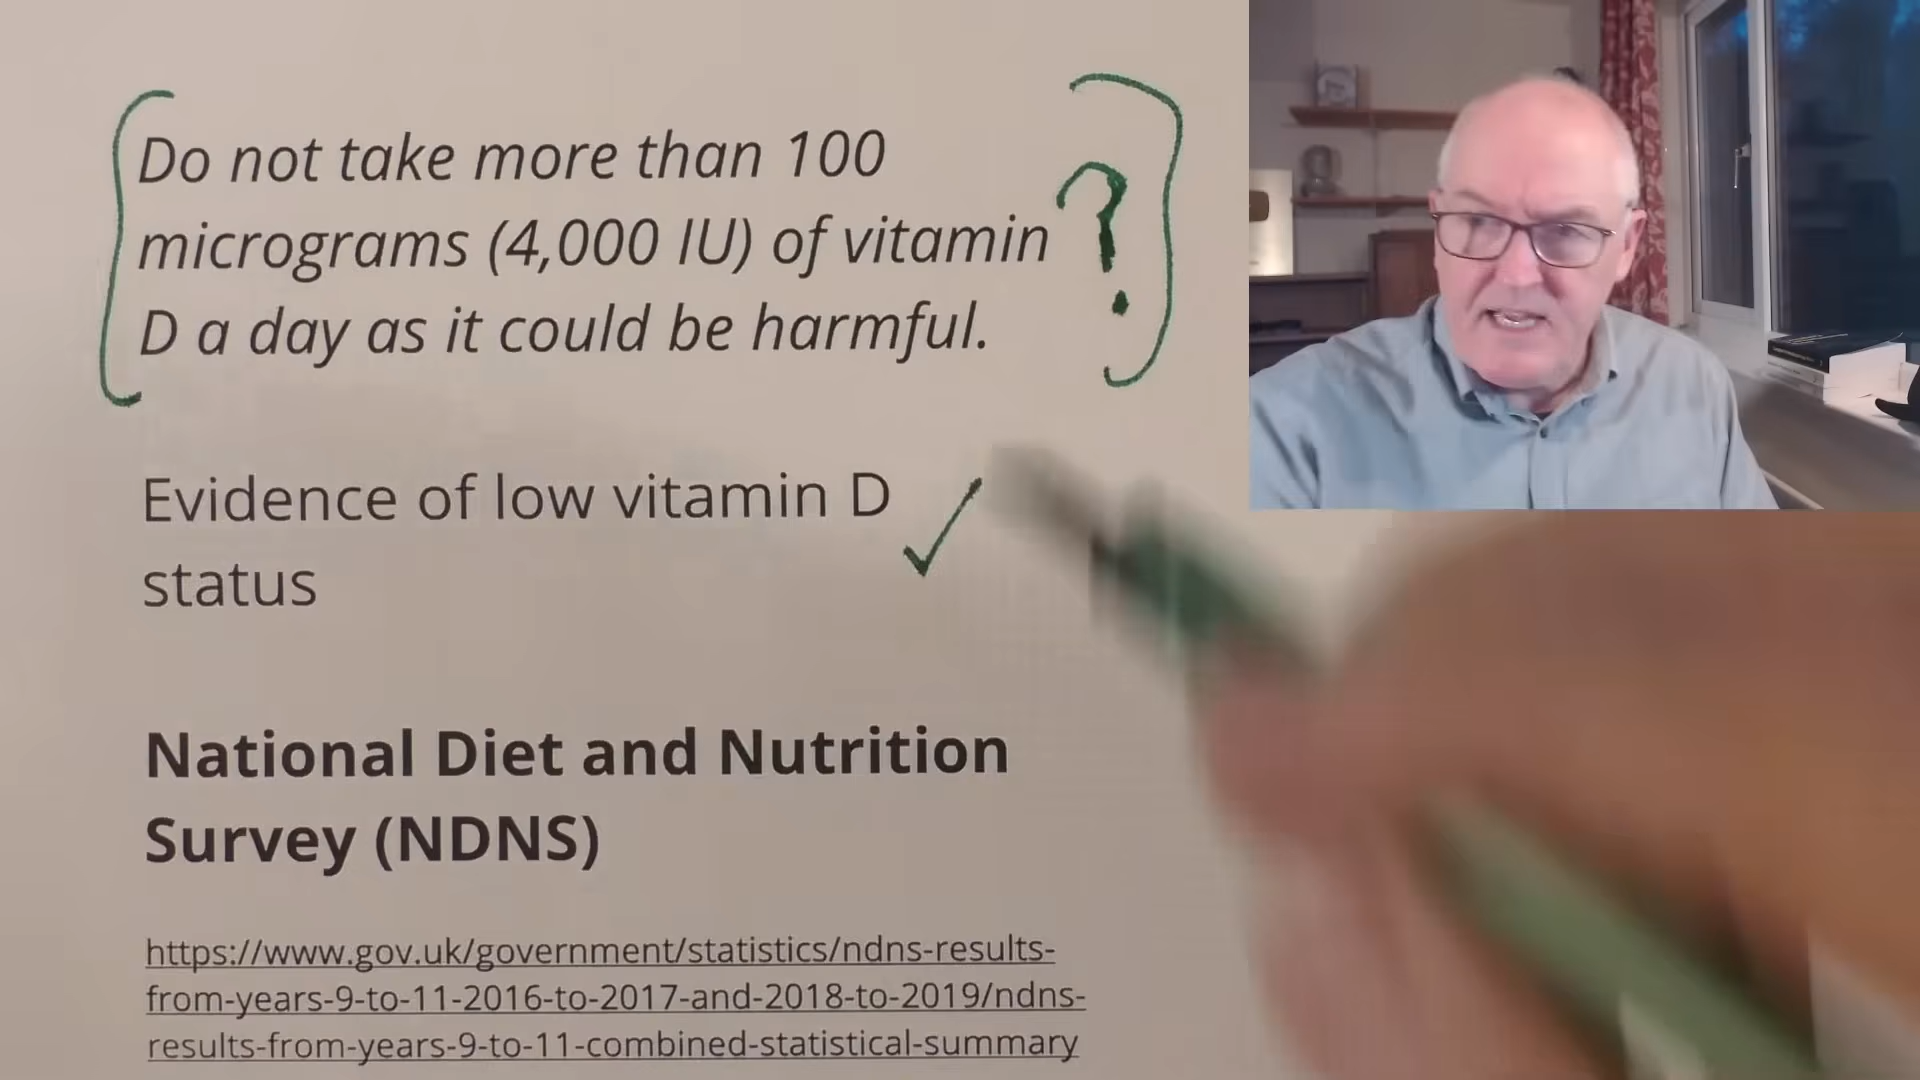 Do not take more than 100
micrograms (4,000 IU) of vitamin ?
D a day as it could be harmful.
Evidence of low vitamin D
status
National Diet and Nutrition
Survey (NDNS)
https://www.gov.uk/government/statistics/ndns-results-
from-years-9-to-11-2016-to-2017-and-2018-to-2019/ndns-
results-from-years-9-to-11-combined-statistical-summary